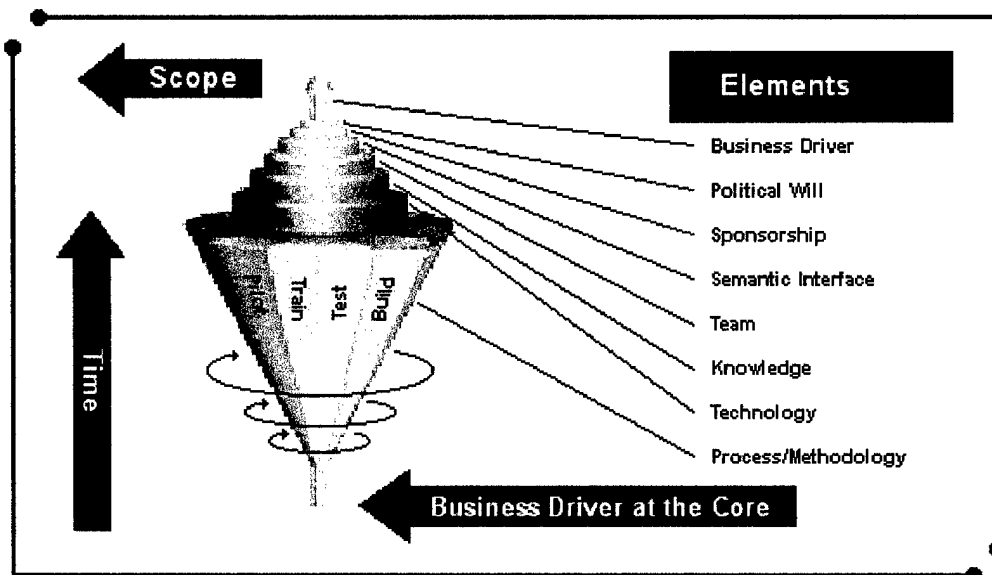 Scope
Elements
Business Driver
Political Will
Sponsorship
Semantic Interface
Team
Knowledge
Technology
Process/Methodology
Pilot
Train
Test
Build
Time
Business Driver at the Core